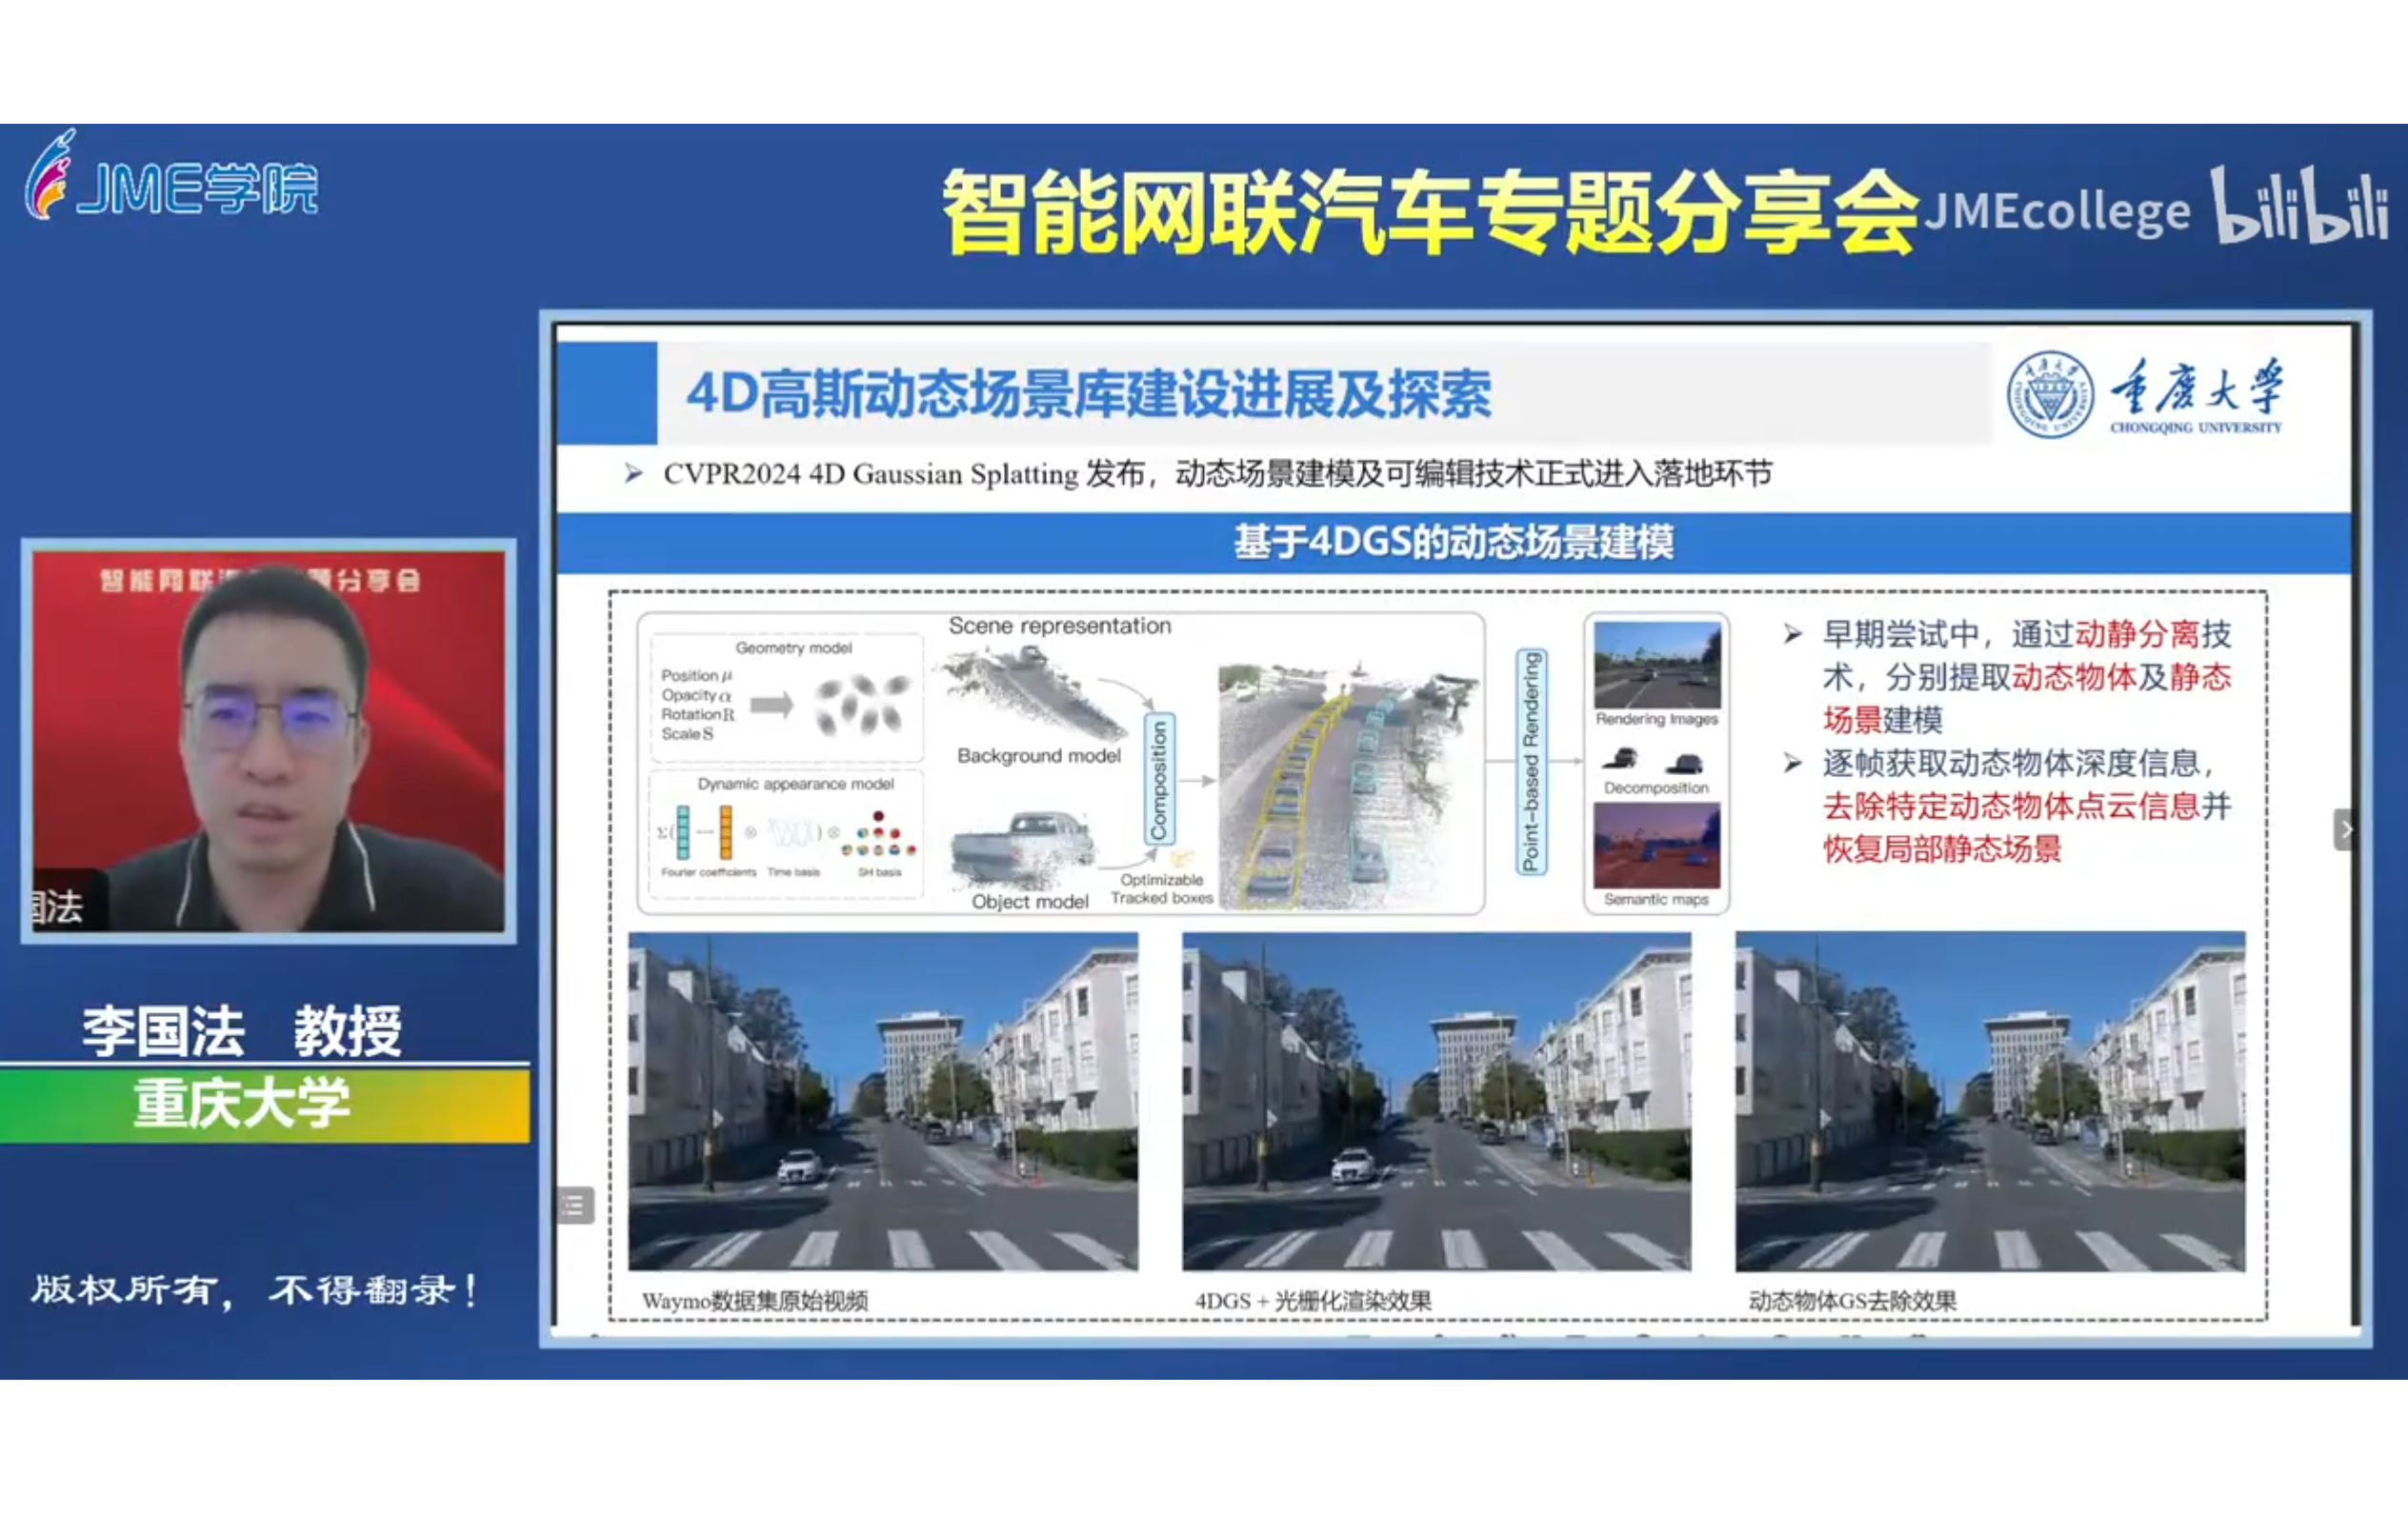 JME学院
智能网联汽车专题分享会
JMEcollege bilibili
4D高斯动态场景库建设进展及探索
重庆大学
CHONGQING UNIVERSITY
➢ CVPR2024 4D Gaussian Splatting 发布，动态场景建模及可编辑技术正式进入落地环节
基于4DGS的动态场景建模
Scene representation
Geometry model
Position μ
Opacity α
Rotation R
Scale S
Dynamic appearance model
Fourier coefficients Time basis SH basis
Background model
Object model
Composition
Optimizable
Tracked boxes
Point-based Rendering
Rendering Images
Decomposition
Semantic maps
➢ 早期尝试中，通过动静分离技
术，分别提取动态物体及静态
场景建模
➢ 逐帧获取动态物体深度信息，
去除特定动态物体点云信息并
恢复局部静态场景
Waymo数据集原始视频
4DGS + 光栅化渲染效果
动态物体GS去除效果
智能网联 分享会
国法
李国法 教授
重庆大学
版权所有，不得翻录！